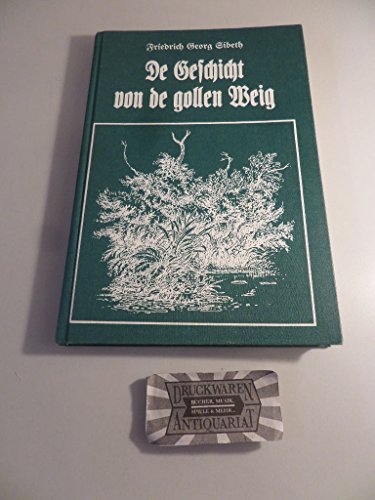 Friedrich Georg Sibeth
De Geſchicht
von de gollen Weig
DRUCKWAREN
BÜCHER, MUSIK,
SPIELE & MEHR...
ANTIQUARIAT